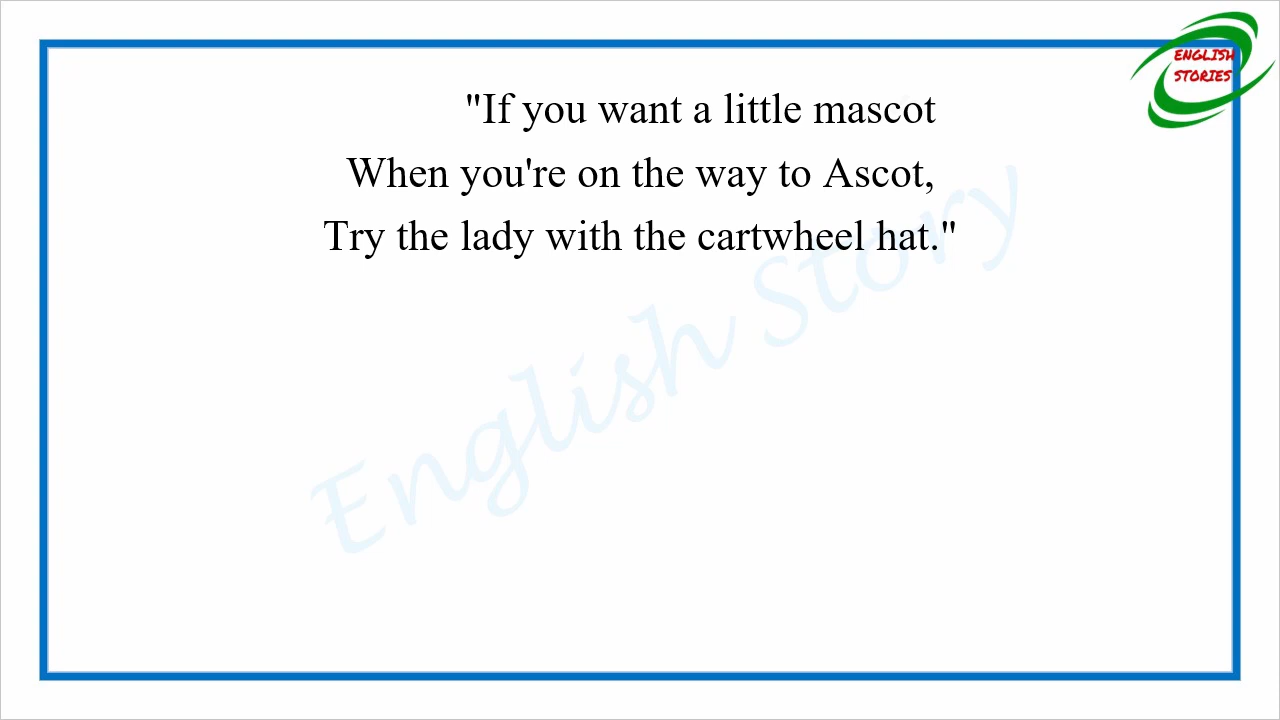 ENGLISH
STORIES
"If you want a little mascot
When you're on the way to Ascot,
Try the lady with the cartwheel hat."
English Story